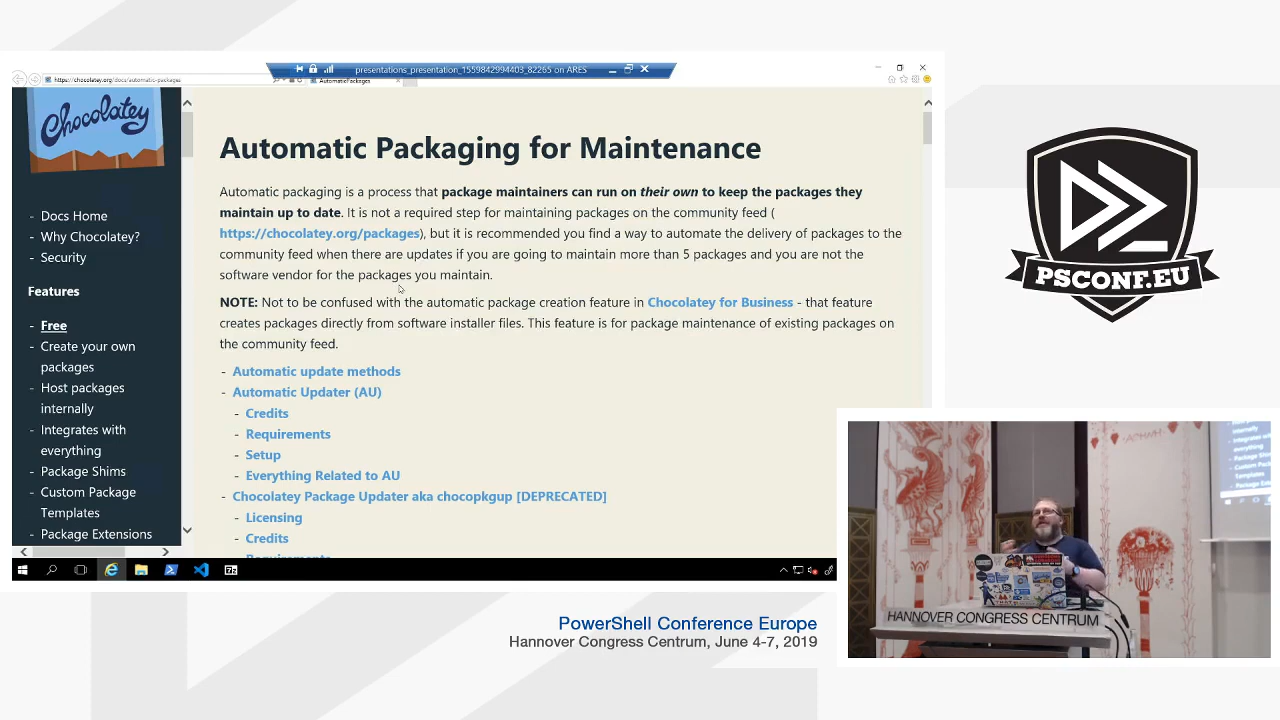 https://chocolatey.org/docs/automatic-packages
presentations_presentation_1559842994403_82265 on ARES
AutomaticPackages
Chocolatey
- Docs Home
- Why Chocolatey?
- Security
Features
- Free
- Create your own
packages
- Host packages
internally
- Integrates with
everything
- Package Shims
- Custom Package
Templates
- Package Extensions
Automatic Packaging for Maintenance
Automatic packaging is a process that package maintainers can run on their own to keep the packages they
maintain up to date. It is not a required step for maintaining packages on the community feed (
https://chocolatey.org/packages), but it is recommended you find a way to automate the delivery of packages to the
community feed when there are updates if you are going to maintain more than 5 packages and you are not the
software vendor for the packages you maintain.
NOTE: Not to be confused with the automatic package creation feature in Chocolatey for Business - that feature
creates packages directly from software installer files. This feature is for package maintenance of existing packages on
the community feed.
- Automatic update methods
- Automatic Updater (AU)
- Credits
- Requirements
- Setup
- Everything Related to AU
- Chocolatey Package Updater aka chocopkgup [DEPRECATED]
- Licensing
- Credits
Requirements
PSCONF.EU
HANNOVER CONGRESS CENTRUM
PowerShell Conference Europe
Hannover Congress Centrum, June 4-7, 2019